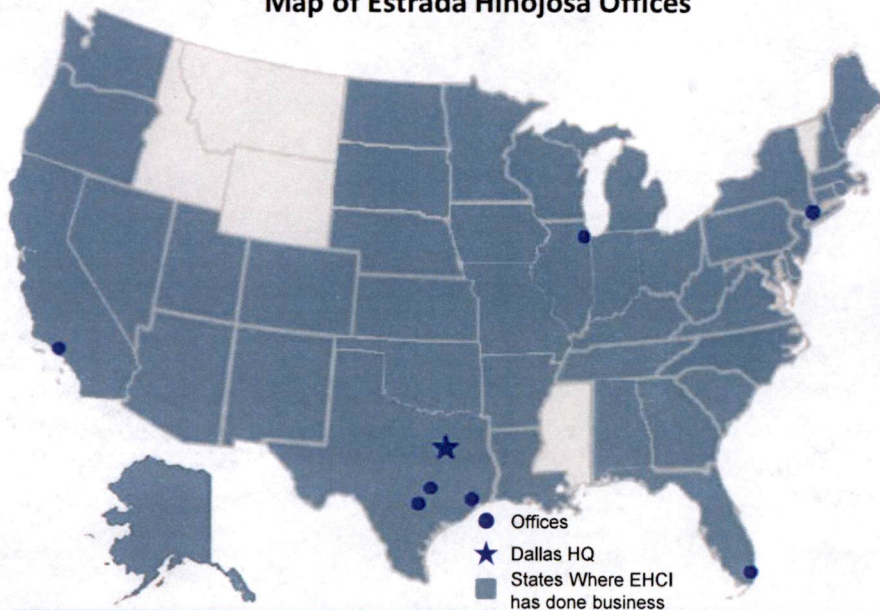 Map of Estrada Hinojosa Offices
Offices
Dallas HQ
States Where EHCI
has done business